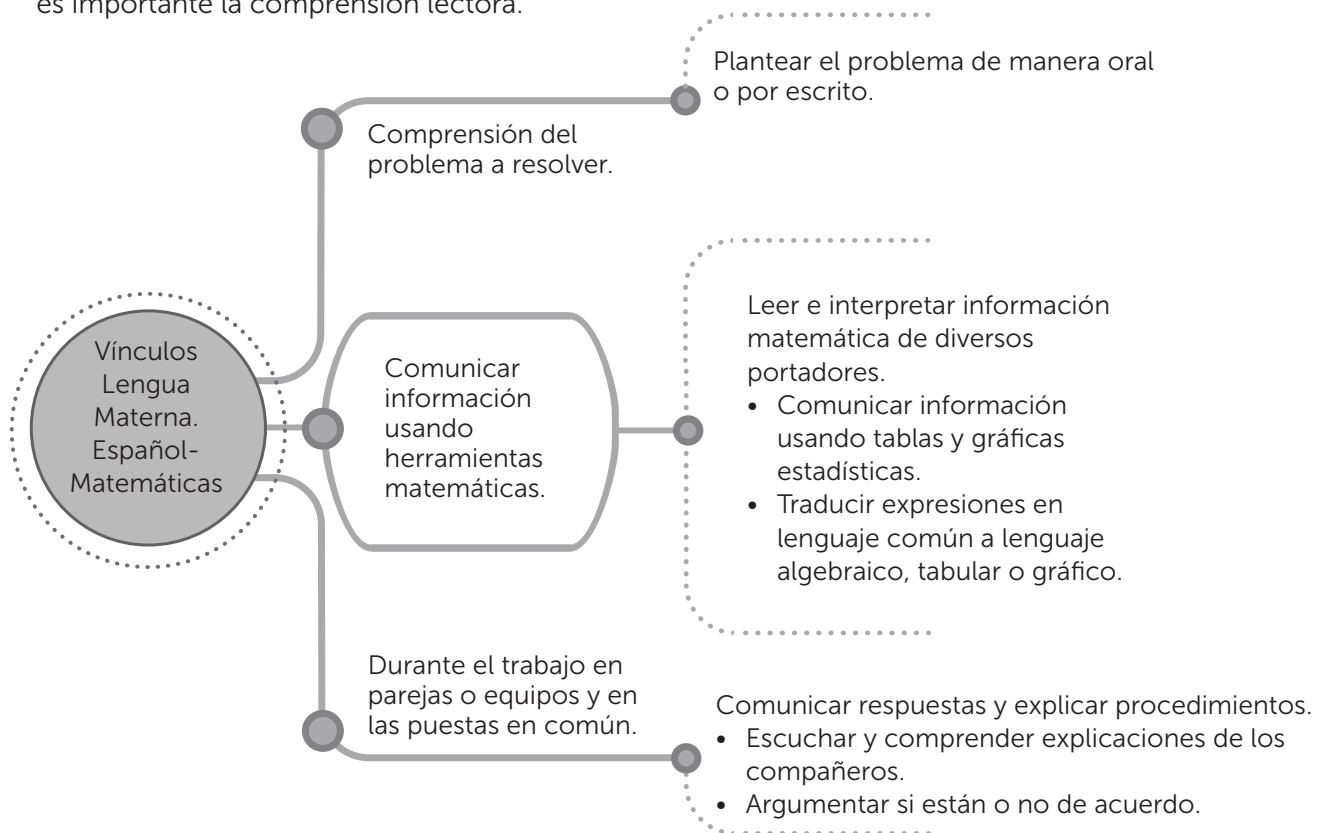 es importante la comprensión lectora.
Plantear el problema de manera oral
o por escrito.
Comprensión del
problema a resolver.
Vínculos
Lengua
Materna.
Español-
Matemáticas
Comunicar
información
usando
herramientas
matemáticas.
Leer e interpretar información
matemática de diversos
portadores.
• Comunicar información
usando tablas y gráficas
estadísticas.
• Traducir expresiones en
lenguaje común a lenguaje
algebraico, tabular o gráfico.
Durante el trabajo en
parejas o equipos y en
las puestas en común.
Comunicar respuestas y explicar procedimientos.
• Escuchar y comprender explicaciones de los
compañeros.
• Argumentar si están o no de acuerdo.